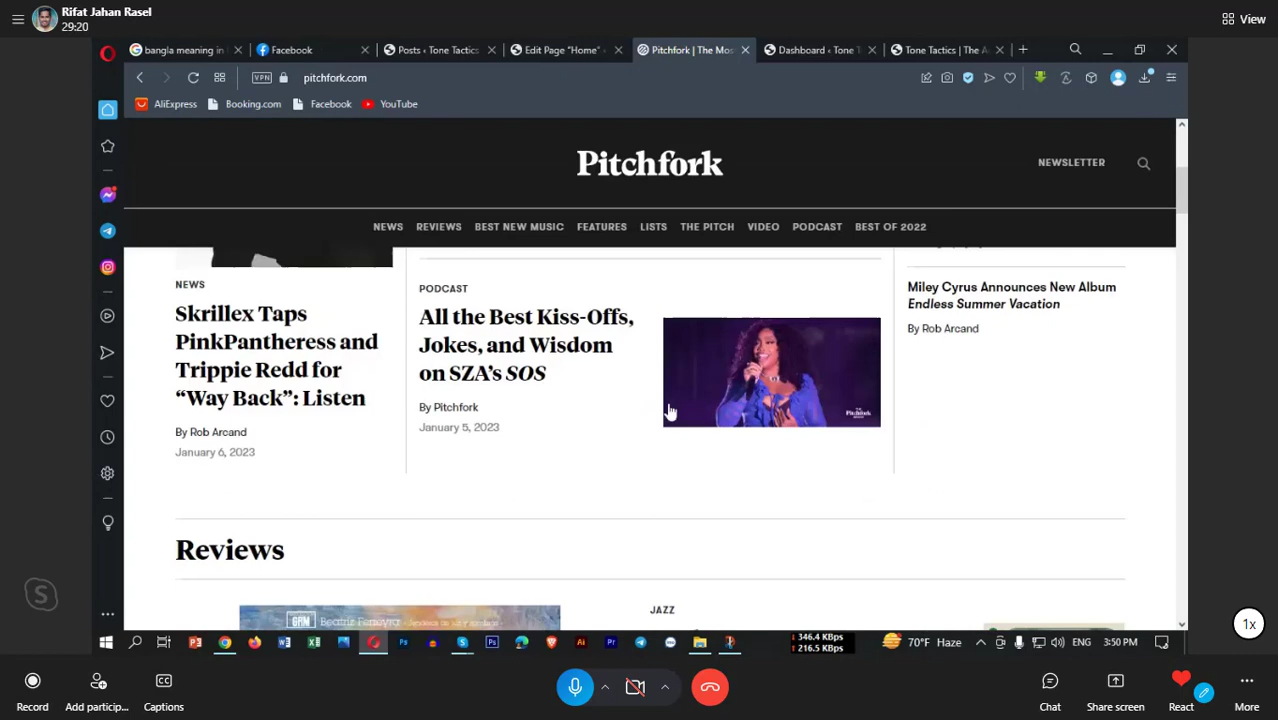 Rifat Jahan Rasel
29:20
View
bangla meaning in
Facebook
Posts ‹ Tone Tactics
Edit Page "Home" ‹
Pitchfork | The Mos
Dashboard ‹ Tone T
Tone Tactics | The A
VPN
pitchfork.com
AliExpress
Booking.com
Facebook
YouTube
Pitchfork
NEWSLETTER
NEWS
REVIEWS
BEST NEW MUSIC
FEATURES
LISTS
THE PITCH
VIDEO
PODCAST
BEST OF 2022
NEWS
Skrillex Taps
PinkPantheress and
Trippie Redd for
“Way Back”: Listen
By Rob Arcand
January 6, 2023
PODCAST
All the Best Kiss-Offs,
Jokes, and Wisdom
on SZA’s SOS
By Pitchfork
January 5, 2023
THE
Pitchfork
Miley Cyrus Announces New Album
Endless Summer Vacation
By Rob Arcand
Reviews
GRM
Beatriz Ferreyra
JAZZ
346.4 KBps
216.5 KBps
70°F Haze
ENG
3:50 PM
1x
Record
Add particip...
Captions
Chat
Share screen
React
More